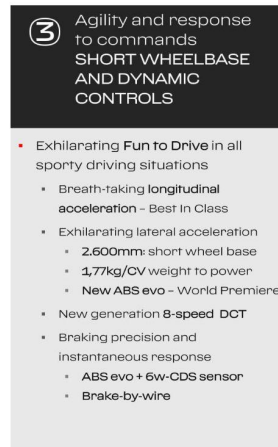 3
Agility and response
to commands
SHORT WHEELBASE
AND DYNAMIC
CONTROLS
▪ Exhilarating Fun to Drive in all
sporty driving situations
▪ Breath-taking longitudinal
acceleration – Best In Class
▪ Exhilarating lateral acceleration
▪ 2.600mm: short wheel base
▪ 1,77kg/CV weight to power
▪ New ABS evo – World Premiere
▪ New generation 8-speed DCT
▪ Braking precision and
instantaneous response
▪ ABS evo + 6w-CDS sensor
▪ Brake-by-wire